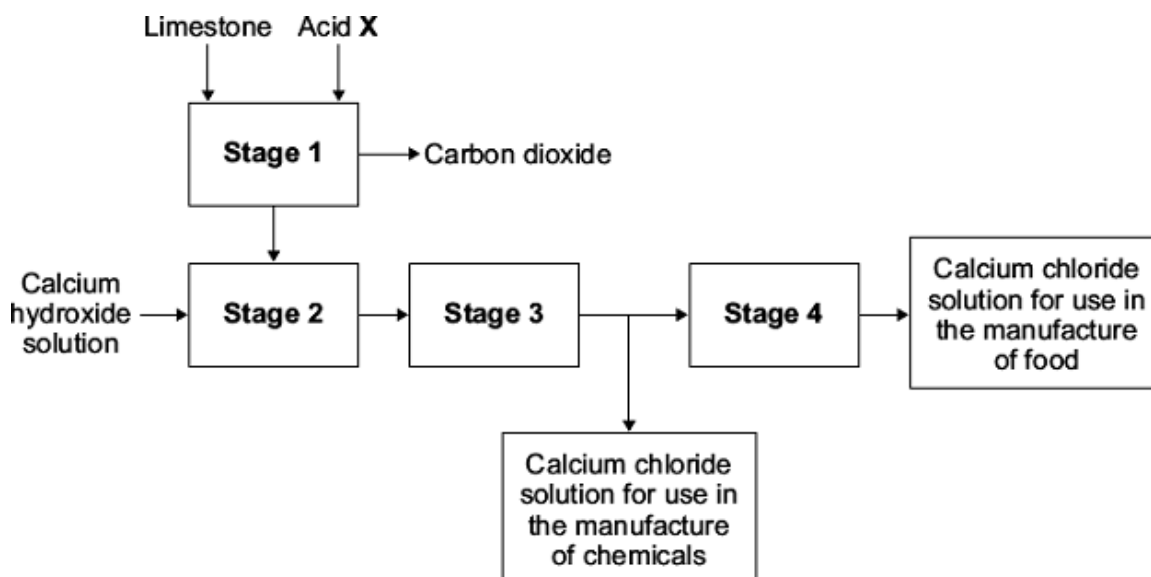 Limestone
Acid X
Stage 1
Carbon dioxide
Calcium
hydroxide
solution
Stage 2
Stage 3
Stage 4
Calcium chloride
solution for use in
the manufacture
of food
Calcium chloride
solution for use in
the manufacture
of chemicals